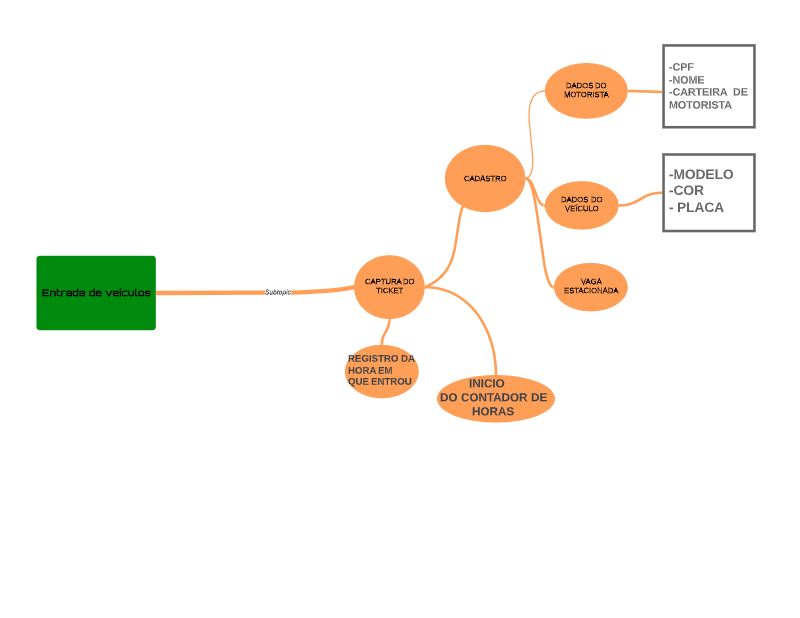 -CPF
-NOME
-CARTEIRA DE
MOTORISTA
DADOS DO
MOTORISTA
CADASTRO
-MODELO
-COR
- PLACA
DADOS DO
VEÍCULO
VAGA
ESTACIONADA
Entrada de veículos
Subtopic
CAPTURA DO
TICKET
REGISTRO DA
HORA EM
QUE ENTROU
INICIO
DO CONTADOR DE
HORAS